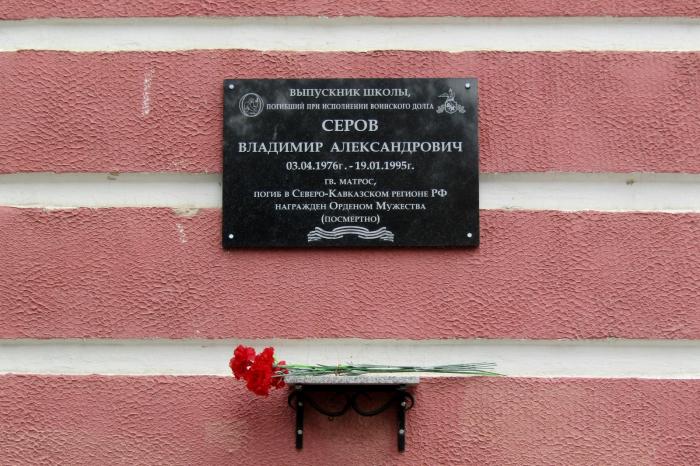 ВЫПУСКНИК ШКОЛЫ,
ПОГИБШИЙ ПРИ ИСПОЛНЕНИИ ВОИНСКОГО ДОЛГА
СЕРОВ
ВЛАДИМИР АЛЕКСАНДРОВИЧ
03.04.1976г. - 19.01.1995г.
ГВ. МАТРОС,
ПОГИБ В СЕВЕРО-КАВКАЗСКОМ РЕГИОНЕ РФ
НАГРАЖДЕН ОРДЕНОМ МУЖЕСТВА
(ПОСМЕРТНО)